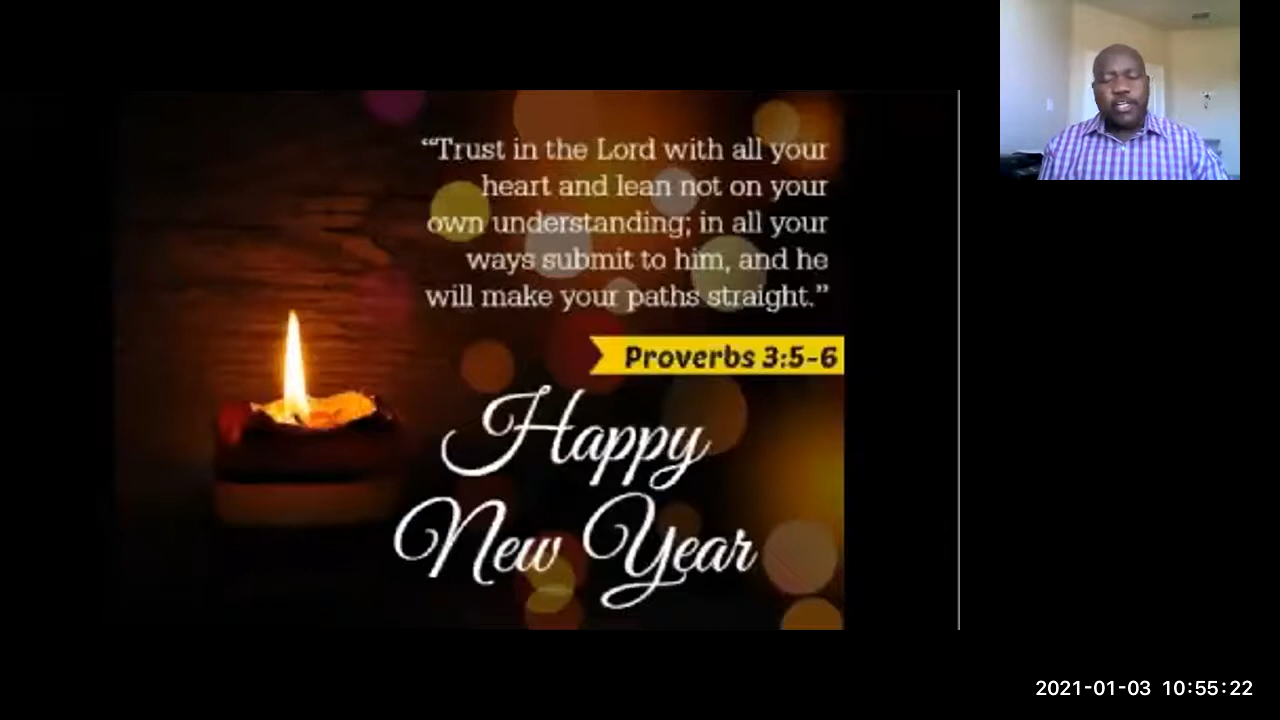 “Trust in the Lord with all your
heart and lean not on your
own understanding; in all your
ways submit to him, and he
will make your paths straight.”
Proverbs 3:5-6
Happy
New Year
2021-01-03 10:55:22